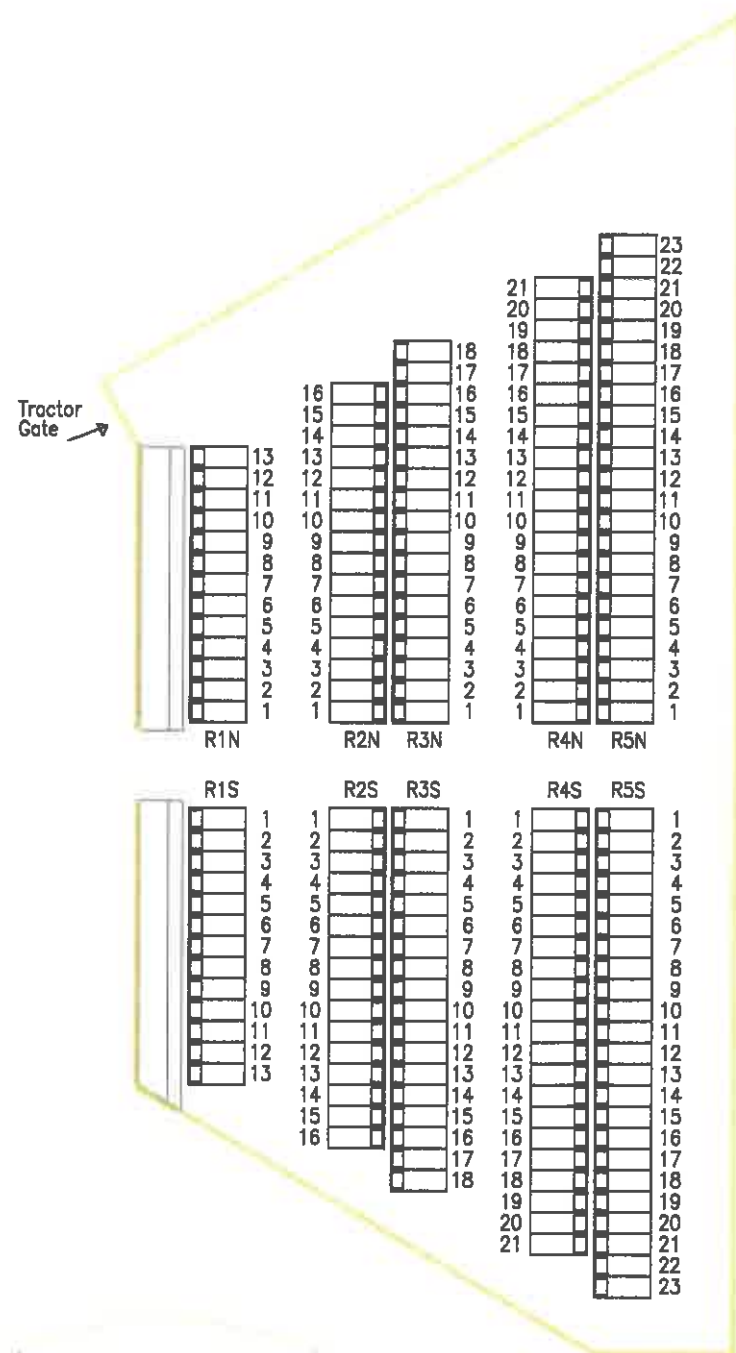 23
22
21 21
20 20
19 19
18 18 18
17 17 17
16 16 16 16
Tractor
Gate
15 15 15 15
14 14 14 14
13 13 13 13 13
12 12 12 12 12
11 11 11 11 11
10 10 10 10 10
9 9 9 9 9
8 8 8 8 8
7 7 7 7 7
6 6 6 6 6
5 5 5 5 5
4 4 4 4 4
3 3 3 3 3
2 2 2 2 2
1 1 1 1 1
R1N R2N R3N R4N R5N
R1S R2S R3S R4S R5S
1 1 1 1 1
2 2 2 2 2
3 3 3 3 3
4 4 4 4 4
5 5 5 5 5
6 6 6 6 6
7 7 7 7 7
8 8 8 8 8
9 9 9 9 9
10 10 10 10 10
11 11 11 11 11
12 12 12 12 12
13 13 13 13 13
14 14 14 14
15 15 15 15
16 16 16 16
17 17 17
18 18 18
19 19
20 20
21 21
22
23